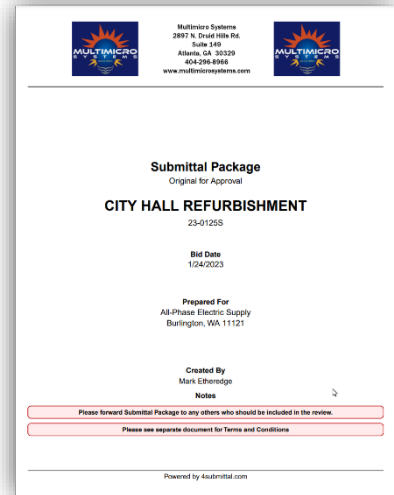 Multimicro Systems
2897 N. Druid Hills Rd.
Suite 149
Atlanta, GA 30329
404-296-8966
www.multimicrosystems.com
MULTIMICRO
SYSTEMS
MULTIMICRO
SYSTEMS
Submittal Package
Original for Approval
CITY HALL REFURBISHMENT
23-0125S
Bid Date
1/24/2023
Prepared For
All-Phase Electric Supply
Burlington, WA 11121
Created By
Mark Etheredge
Notes
Please forward Submittal Package to any others who should be included in the review.
Please see separate document for Terms and Conditions
Powered by 4submittal.com